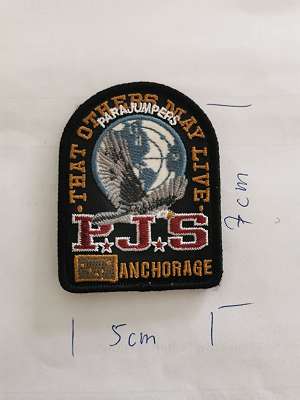 ·THAT OTHERS MAY LIVE·
PARAJUMPERS
P.J.S
ANCHORAGE
7cm
5cm